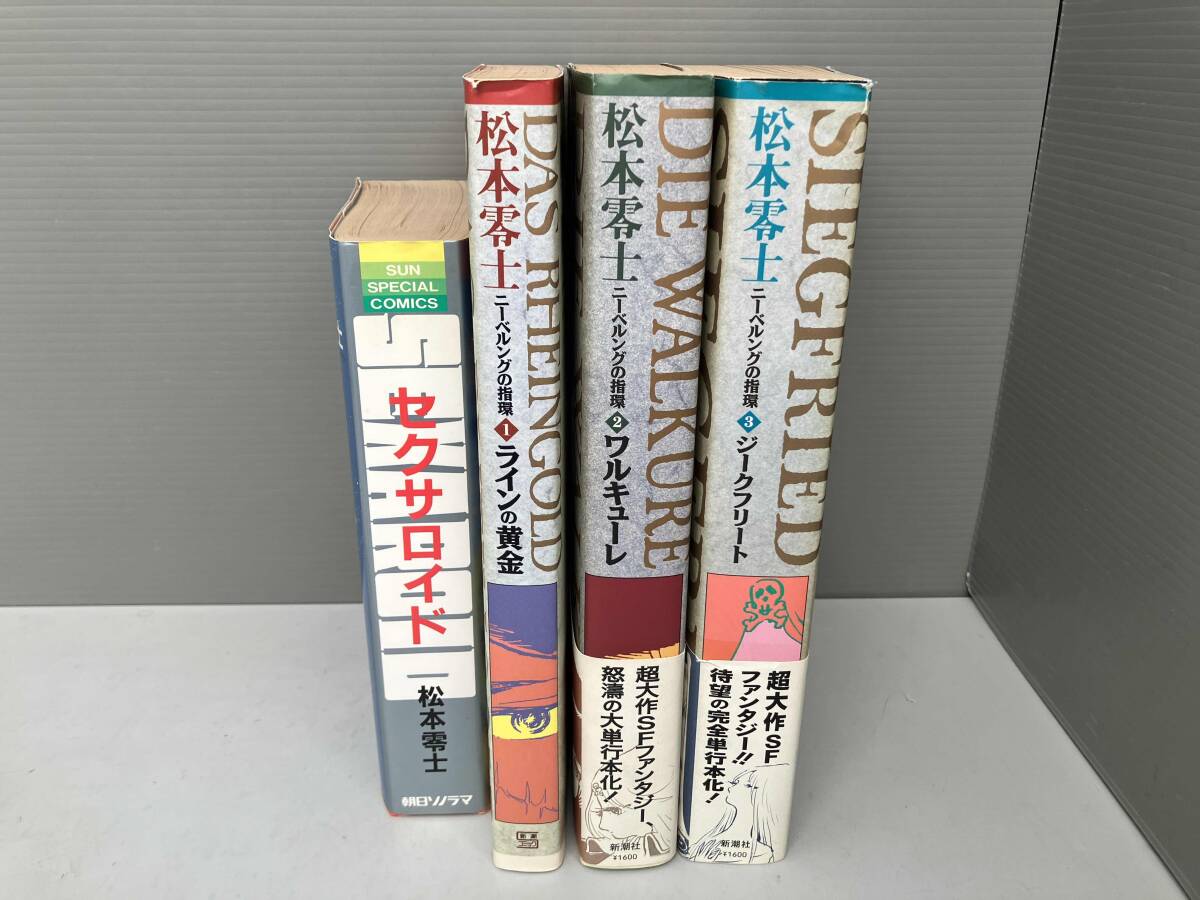 SUN
SPECIAL
COMICS
セクサロイド
松本零士
朝日ソノラマ
DAS RHEINGOLD
松本零士
ニーベルングの指環
1
ラインの黄金
新潮
DIE WALKURE
松本零士
ニーベルングの指環
2
ワルキューレ
超大作SFファンタジー、
怒濤の大単行本化!
新潮社
¥1600
SIEGFRIED
松本零士
ニーベルングの指環
3
ジークフリート
超大作SF
ファンタジー!!
待望の完全単行本化!
新潮社
¥1600